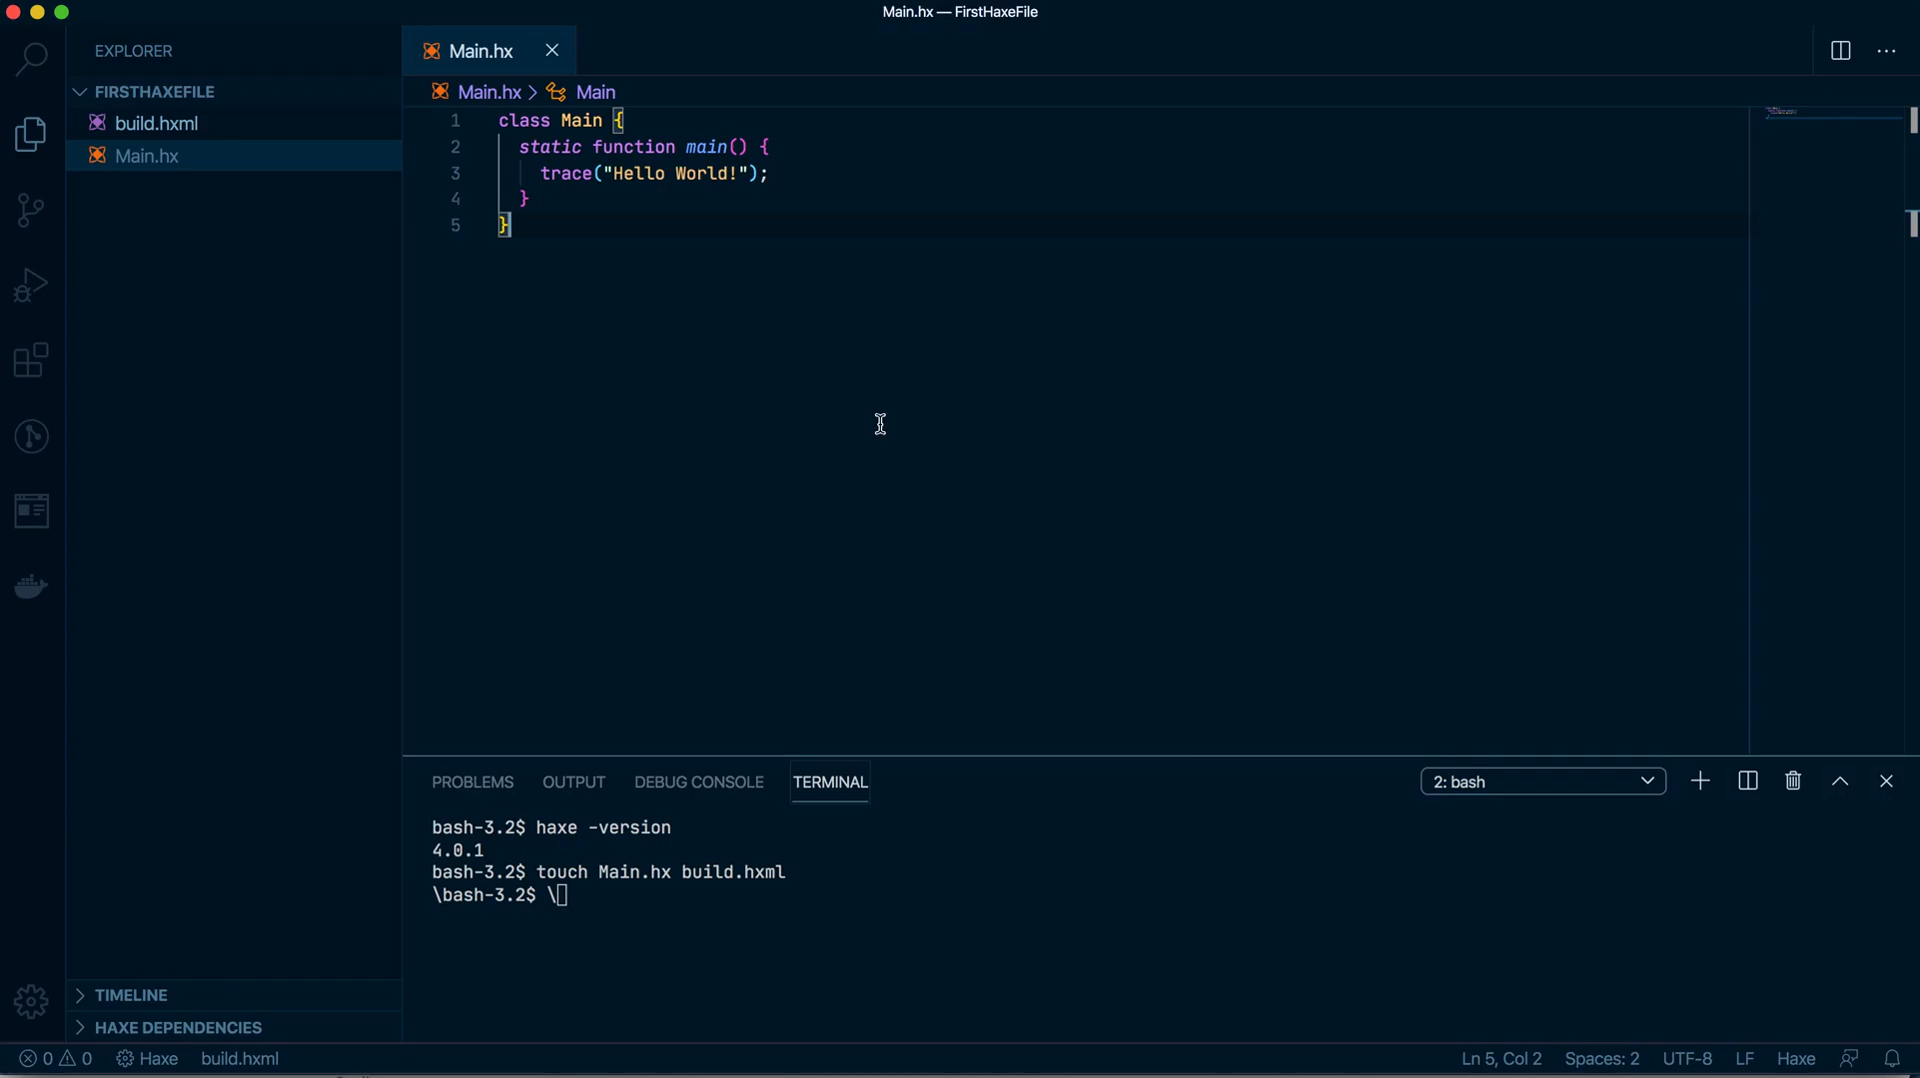 Main.hx — FirstHaxeFile
EXPLORER
FIRSTHAXEFILE
build.hxml
Main.hx
TIMELINE
HAXE DEPENDENCIES
Main.hx
Main.hx > Main
1 class Main {
2 static function main() {
3 trace("Hello World!");
4 }
5 }
PROBLEMS OUTPUT DEBUG CONSOLE TERMINAL
2: bash
bash-3.2$ haxe -version
4.0.1
bash-3.2$ touch Main.hx build.hxml
\bash-3.2$ \
0 0 Haxe build.hxml
Ln 5, Col 2 Spaces: 2 UTF-8 LF Haxe